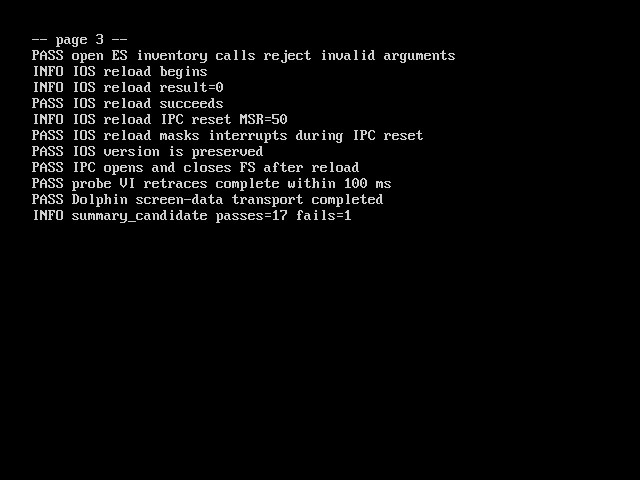 -- page 3 --
PASS open ES inventory calls reject invalid arguments
INFO IOS reload begins
INFO IOS reload result=0
PASS IOS reload succeeds
INFO IOS reload IPC reset MSR=50
PASS IOS reload masks interrupts during IPC reset
PASS IOS version is preserved
PASS IPC opens and closes FS after reload
PASS probe VI retraces complete within 100 ms
PASS Dolphin screen-data transport completed
INFO summary_candidate passes=17 fails=1